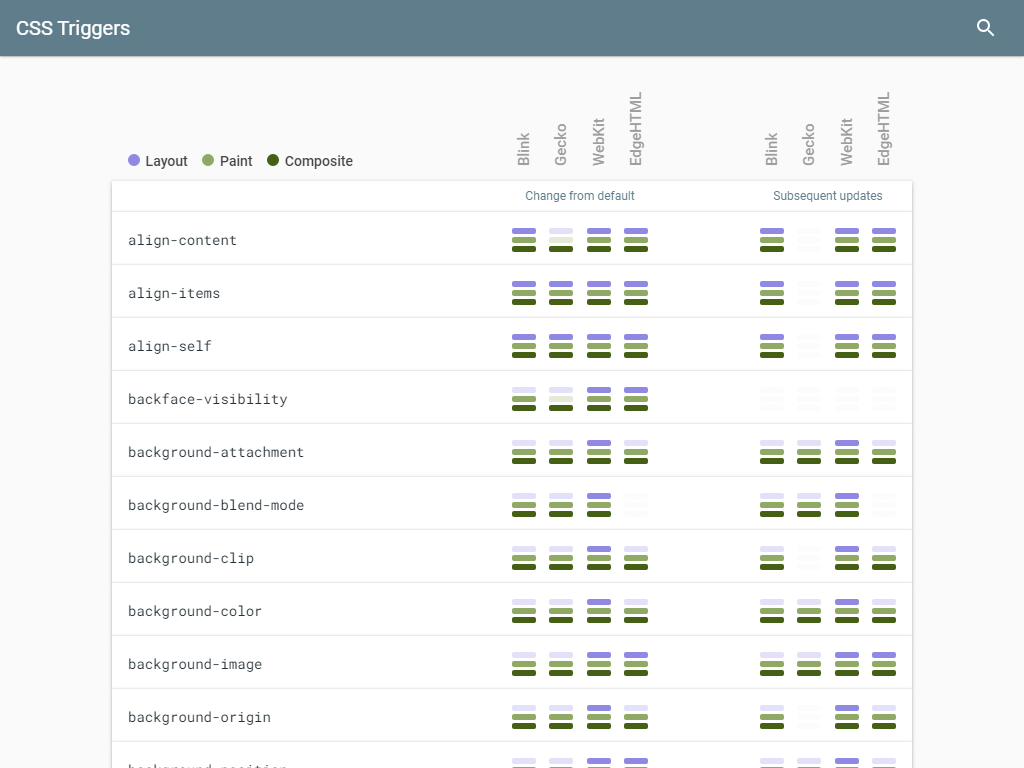 CSS Triggers
Blink Gecko WebKit EdgeHTML Blink Gecko WebKit EdgeHTML
Layout Paint Composite
Change from default Subsequent updates
align-content
align-items
align-self
backface-visibility
background-attachment
background-blend-mode
background-clip
background-color
background-image
background-origin